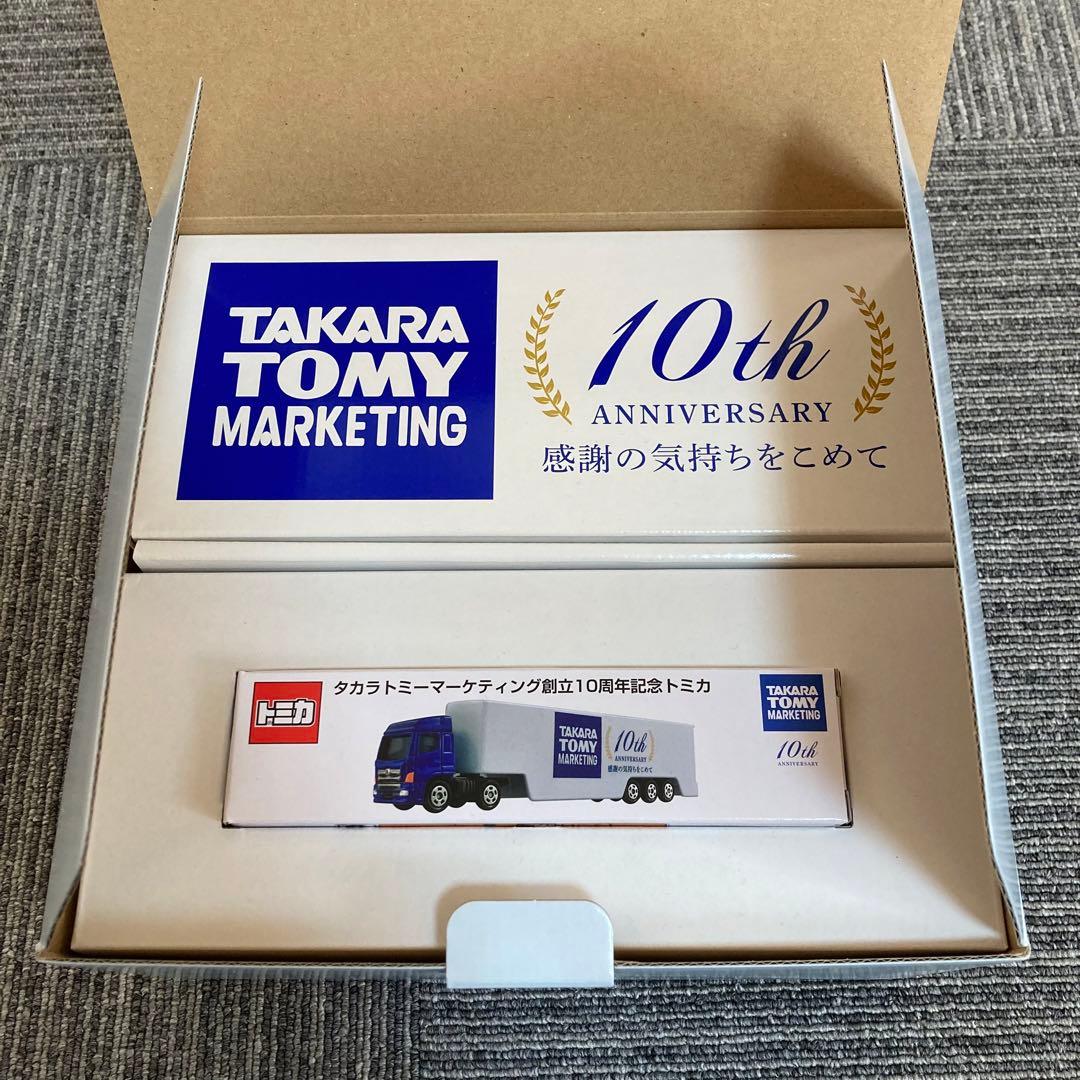 TAKARA
TOMY
MARKETING
10th
ANNIVERSARY
感謝の気持ちをこめて
トミカ
タカラトミーマーケティング創立10周年記念トミカ
TAKARA
TOMY
MARKETING
10th
ANNIVERSARY
感謝の気持ちをこめて
TAKARA
TOMY
MARKETING
10th
ANNIVERSARY